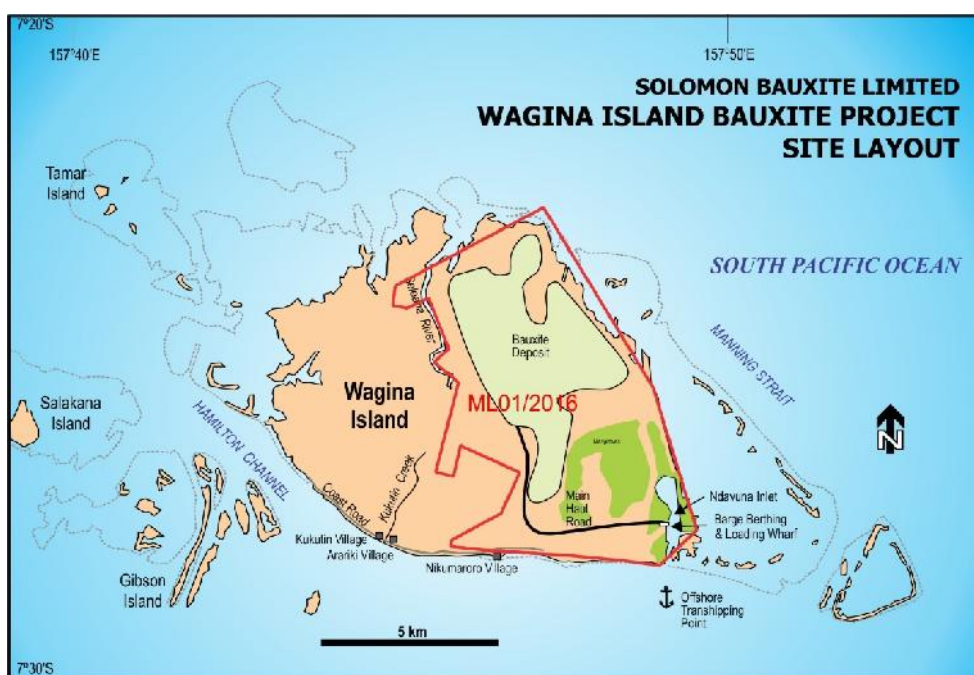 7°20'S
157°40'E
157°50'E
SOLOMON BAUXITE LIMITED
WAGINA ISLAND BAUXITE PROJECT
SITE LAYOUT
Tamar
Island
SOUTH PACIFIC OCEAN
River
Bauxite
Deposit
MANNING STRAIT
Wagina
Island
ML01/2016
Salakana
Island
HAMILTON CHANNEL
N
Kukutin Creek
Coast Road
Main
Haul
Road
Ndavuna Inlet
Barge Berthing
& Loading Wharf
Kukutin Village
Arariki Village
Nikumaroro Village
Gibson
Island
Offshore
Transhipping
Point
5 km
7°30'S